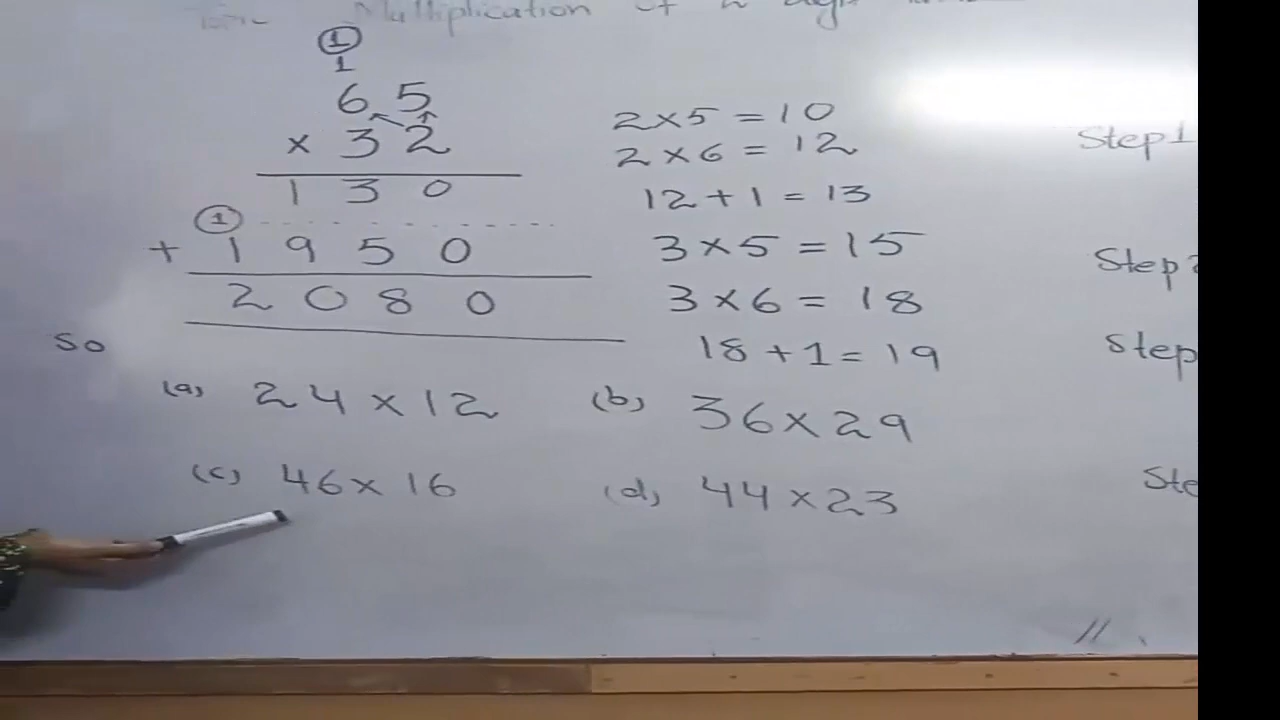 Multiplication of 2 digit
1
1
6 5
× 3 2
1 3 0
1
+ 1 9 5 0
2 0 8 0
2×5 = 10
2×6 = 12
12+1 = 13
3×5 = 15
3×6 = 18
18+1 = 19
Step1
Step
Step
Ste
So
(a) 24×12 (b) 36×29
(c) 46×16 (d) 44×23